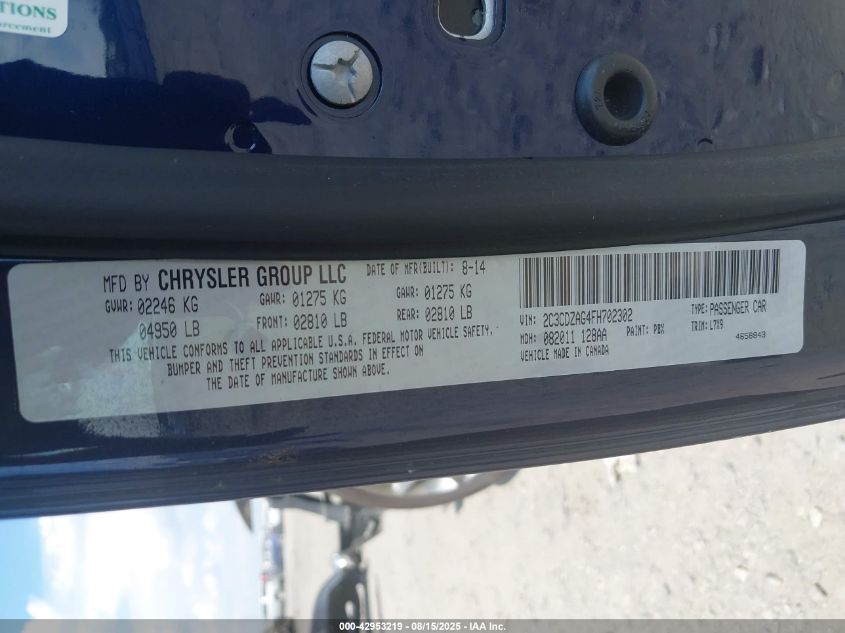 TIONS
forcement
MFD BY CHRYSLER GROUP LLC DATE OF MFR(BUILT): 8-14
GVWR: 02246 KG GAWR: 01275 KG GAWR: 01275 KG
04950 LB FRONT: 02810 LB REAR: 02810 LB
THIS VEHICLE CONFORMS TO ALL APPLICABLE U.S.A. FEDERAL MOTOR VEHICLE SAFETY,
BUMPER AND THEFT PREVENTION STANDARDS IN EFFECT ON
THE DATE OF MANUFACTURE SHOWN ABOVE.
VIN: 2C3CDZAG4FH702302 TYPE: PASSENGER CAR
MDH: 082011 128AA PAINT: PBX TRIM: L7X9
VEHICLE MADE IN CANADA 4658843
000-42953219 - 08/15/2025 - IAA Inc.